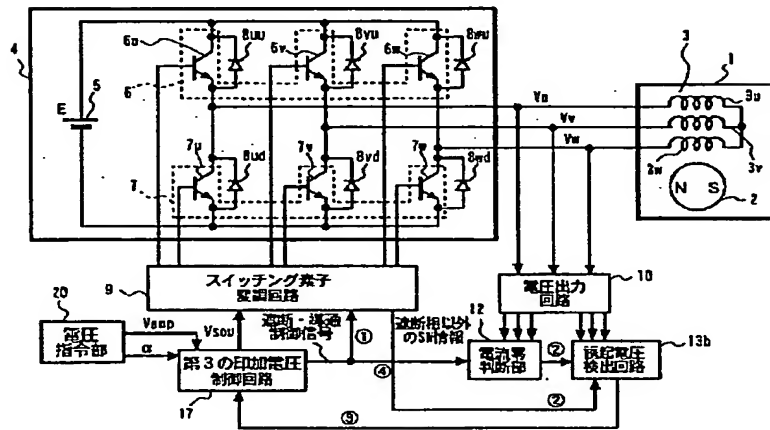 4
E
5
6u
6v
6w
8uu
8vu
8wu
6
7u
7v
7w
8ud
8vd
8wd
7
Vu
Vv
Vw
3
1
3u
3v
2w
N S
2
9
スイッチング素子
変調回路
10
電圧出力
回路
20
電圧
指令部
Vsop
Vsou
α
遮断・導通
制御信号
①
遮断相以外
のSW情報
④
第3の印加電圧
制御回路
17
12
電流零
判断部
②
誘起電圧
検出回路
13b
②
③